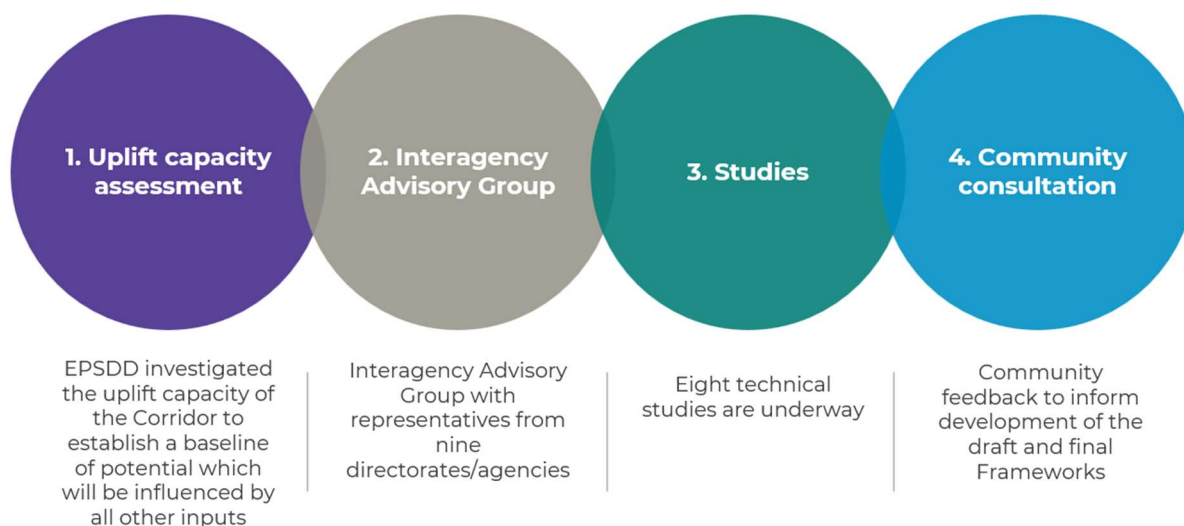 1. Uplift capacity
assessment
2. Interagency
Advisory Group
3. Studies
4. Community
consultation
EPSDD investigated
the uplift capacity of
the Corridor to
establish a baseline
of potential which
will be influenced by
all other inputs
Interagency Advisory
Group with
representatives from
nine
directorates/agencies
Eight technical
studies are underway
Community
feedback to inform
development of the
draft and final
Frameworks